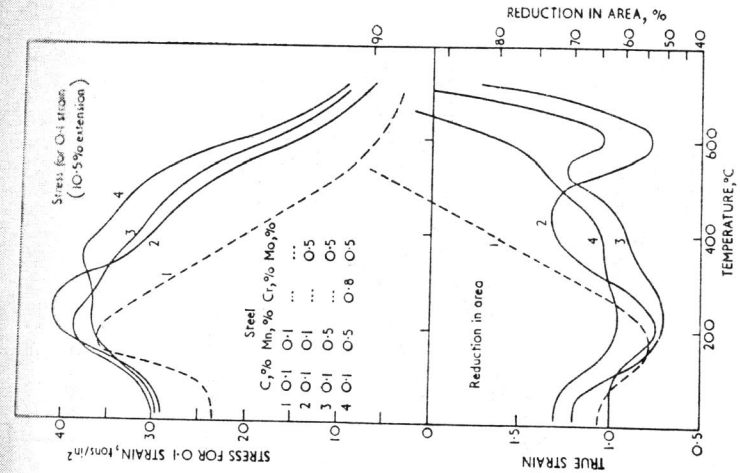 Stress for 0·1 strain
(10·5% extension)
STRESS FOR 0·1 STRAIN, tons/in²
40
30
20
10
0
4
3
2
1
Steel
C,% Mn,% Cr,% Mo,%
1 0·1 0·1 ... ...
2 0·1 0·1 ... 0·5
3 0·1 0·5 ... 0·5
4 0·1 0·5 0·8 0·5
Reduction in area
TRUE STRAIN
1·5
1·0
0·5
1
2
4
3
REDUCTION IN AREA, %
90
80
70
60
50
40
200
400
600
TEMPERATURE,°C